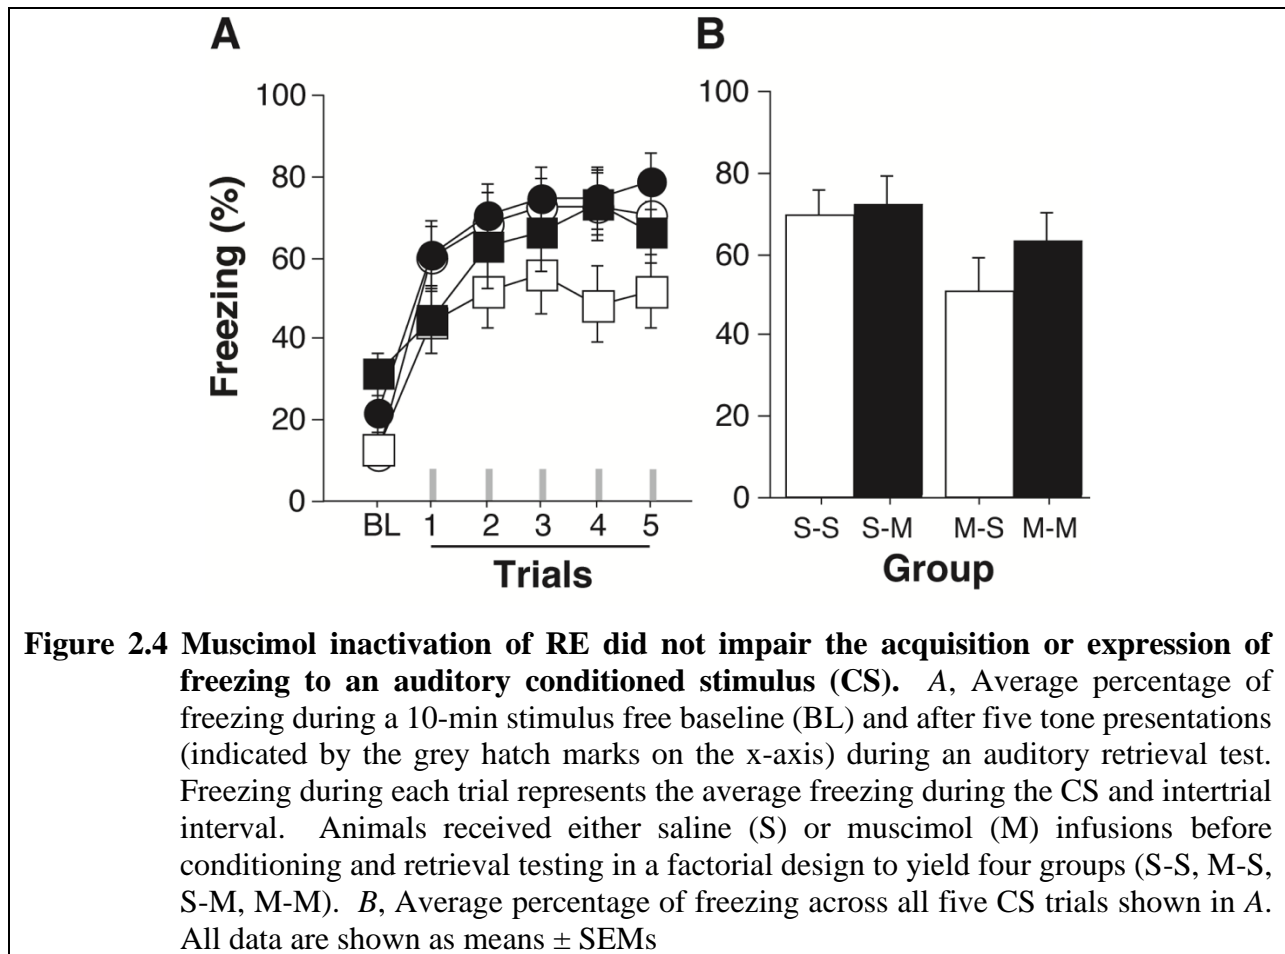 A
B
100
80
60
40
20
0
Freezing (%)
BL 1 2 3 4 5
Trials
100
80
60
40
20
0
S-S S-M M-S M-M
Group
Figure 2.4 Muscimol inactivation of RE did not impair the acquisition or expression of
freezing to an auditory conditioned stimulus (CS). A, Average percentage of
freezing during a 10-min stimulus free baseline (BL) and after five tone presentations
(indicated by the grey hatch marks on the x-axis) during an auditory retrieval test.
Freezing during each trial represents the average freezing during the CS and intertrial
interval. Animals received either saline (S) or muscimol (M) infusions before
conditioning and retrieval testing in a factorial design to yield four groups (S-S, M-S,
S-M, M-M). B, Average percentage of freezing across all five CS trials shown in A.
All data are shown as means ± SEMs